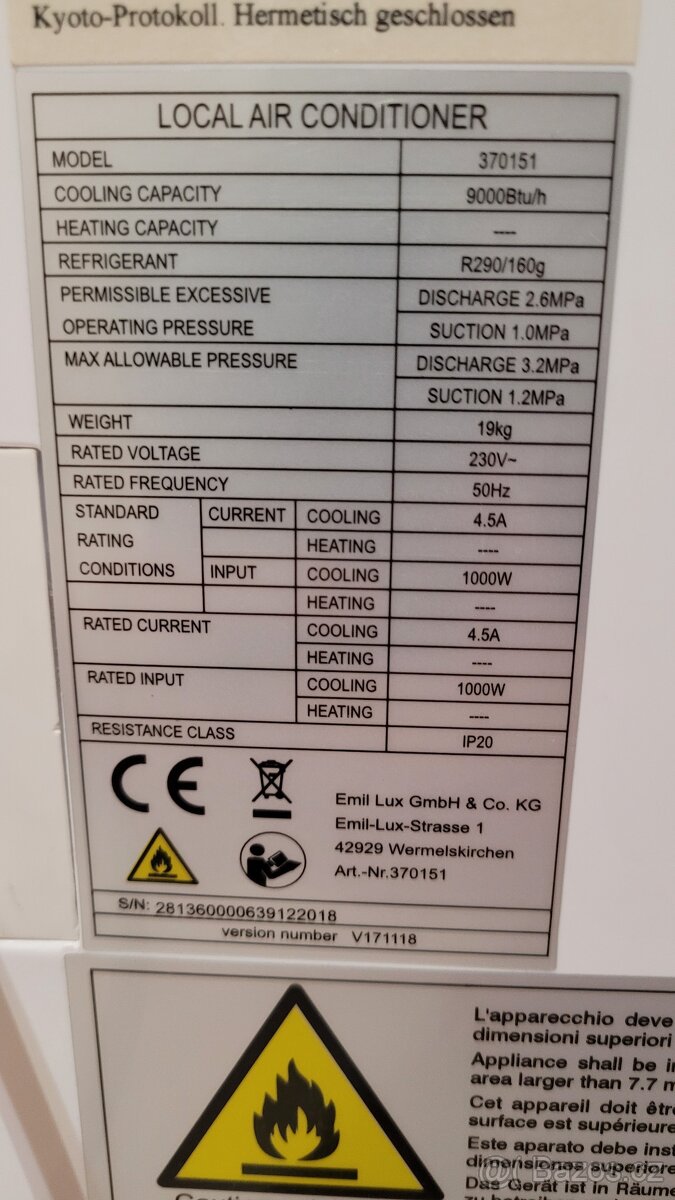 Kyoto-Protokoll. Hermetisch geschlossen
LOCAL AIR CONDITIONER
MODEL 370151
COOLING CAPACITY 9000Btu/h
HEATING CAPACITY ----
REFRIGERANT R290/160g
PERMISSIBLE EXCESSIVE DISCHARGE 2.6MPa
OPERATING PRESSURE SUCTION 1.0MPa
MAX ALLOWABLE PRESSURE DISCHARGE 3.2MPa
SUCTION 1.2MPa
WEIGHT 19kg
RATED VOLTAGE 230V~
RATED FREQUENCY 50Hz
STANDARD CURRENT COOLING 4.5A
RATING HEATING ----
CONDITIONS INPUT COOLING 1000W
HEATING ----
RATED CURRENT COOLING 4.5A
HEATING ----
RATED INPUT COOLING 1000W
HEATING ----
RESISTANCE CLASS IP20
CE
Emil Lux GmbH & Co. KG
Emil-Lux-Strasse 1
42929 Wermelskirchen
Art.-Nr.370151
S/N: 281360000639122018
version number V171118
L'apparecchio deve
dimensioni superiori
Appliance shall be
area larger than 7.7
Cet appareil doit
surface est supérieure
Este aparato debe
dimensiones superiore
Das Gerät ist in
Bazos.cz